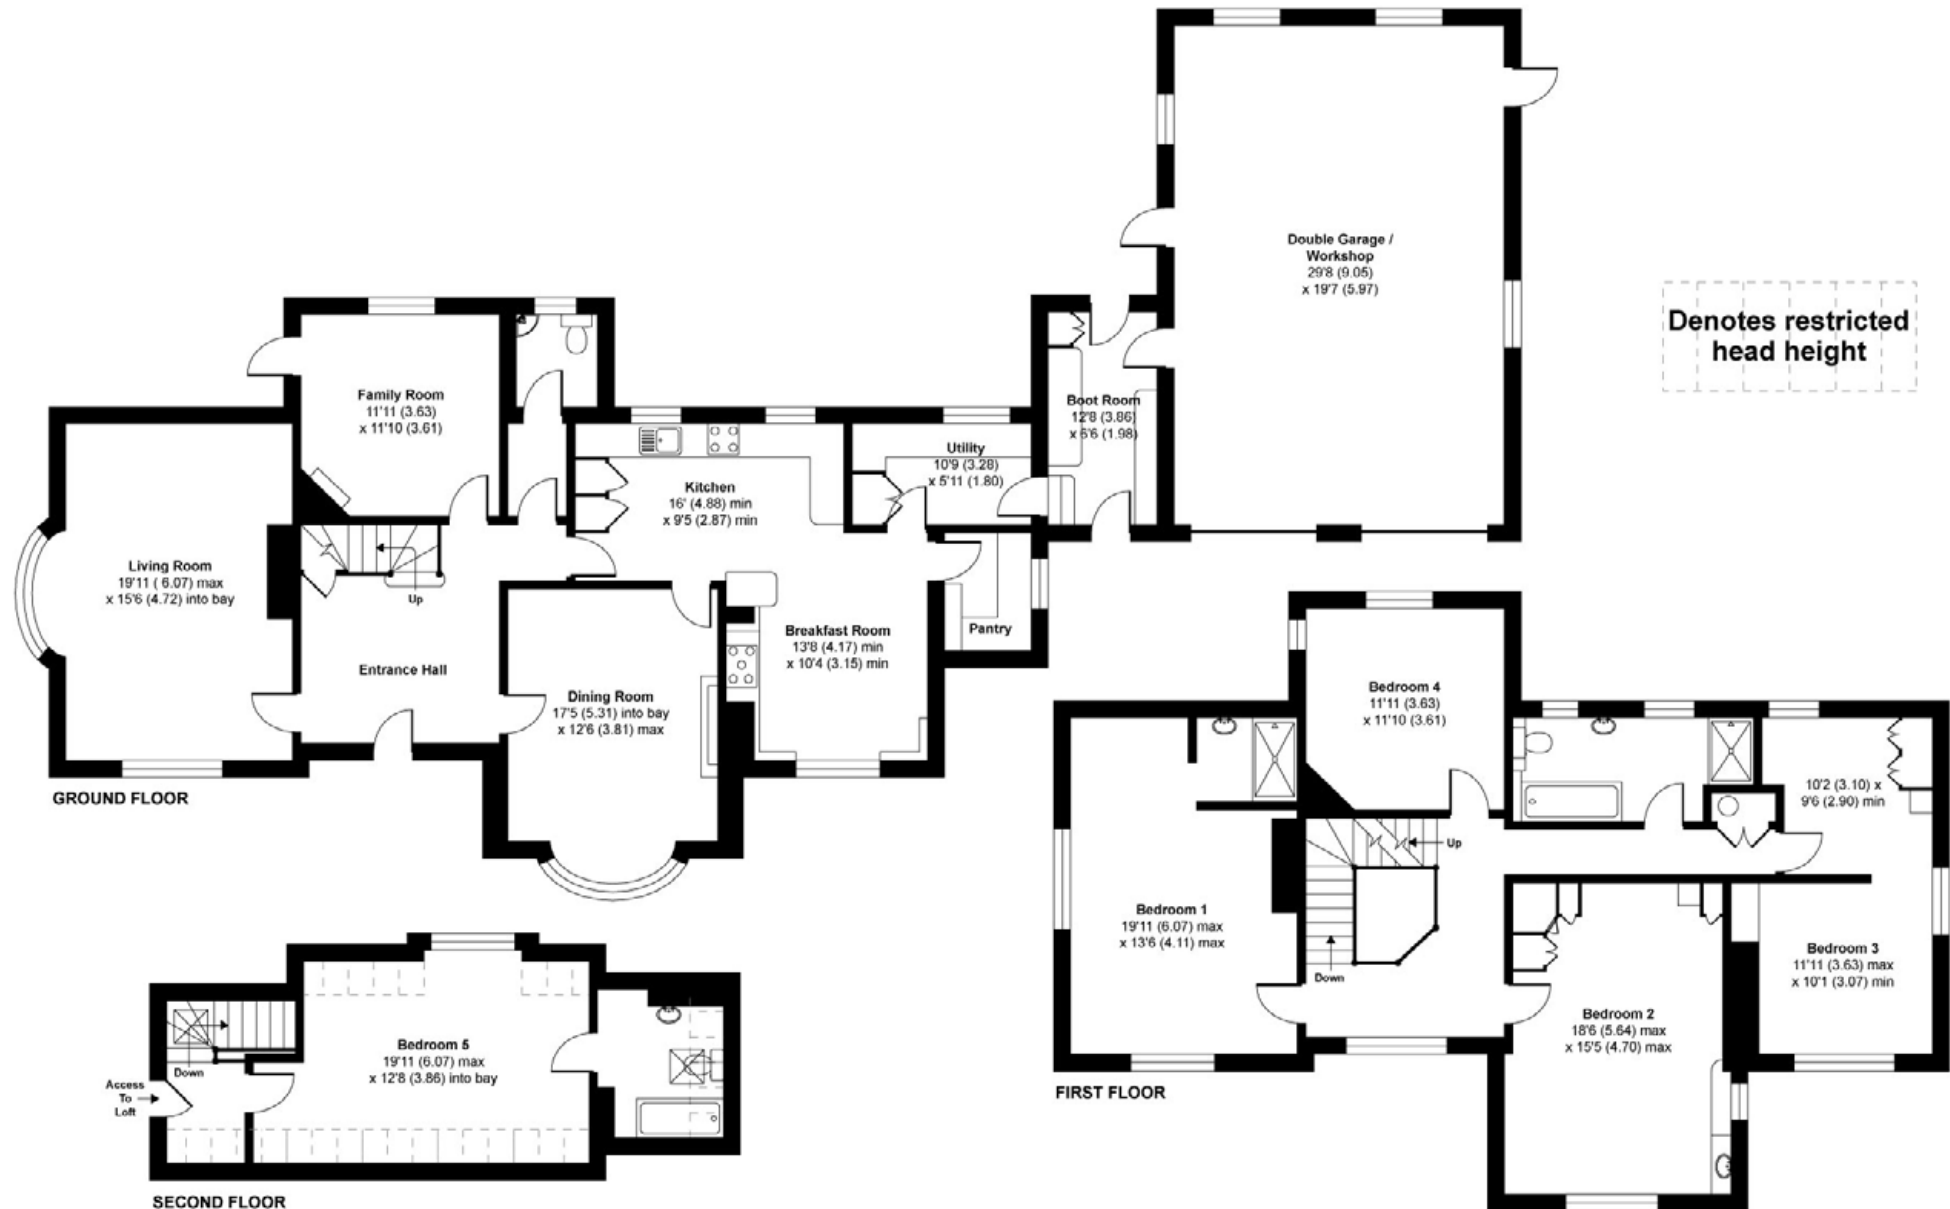 Double Garage /
Workshop
29'8 (9.05)
x 19'7 (5.97)
Denotes restricted
head height
Family Room
11'11 (3.63)
x 11'10 (3.61)
Boot Room
12'8 (3.86)
x 6'6 (1.98)
Utility
10'9 (3.28)
x 5'11 (1.80)
Kitchen
16' (4.88) min
x 9'5 (2.87) min
Living Room
19'11 ( 6.07) max
x 15'6 (4.72) into bay
Up
Entrance Hall
Breakfast Room
13'8 (4.17) min
x 10'4 (3.15) min
Pantry
Dining Room
17'5 (5.31) into bay
x 12'6 (3.81) max
GROUND FLOOR
Bedroom 4
11'11 (3.63)
x 11'10 (3.61)
10'2 (3.10) x
9'6 (2.90) min
Up
Bedroom 1
19'11 (6.07) max
x 13'6 (4.11) max
Down
Bedroom 3
11'11 (3.63) max
x 10'1 (3.07) min
Bedroom 2
18'6 (5.64) max
x 15'5 (4.70) max
FIRST FLOOR
Bedroom 5
19'11 (6.07) max
x 12'8 (3.86) into bay
Down
Access
To
Loft
SECOND FLOOR